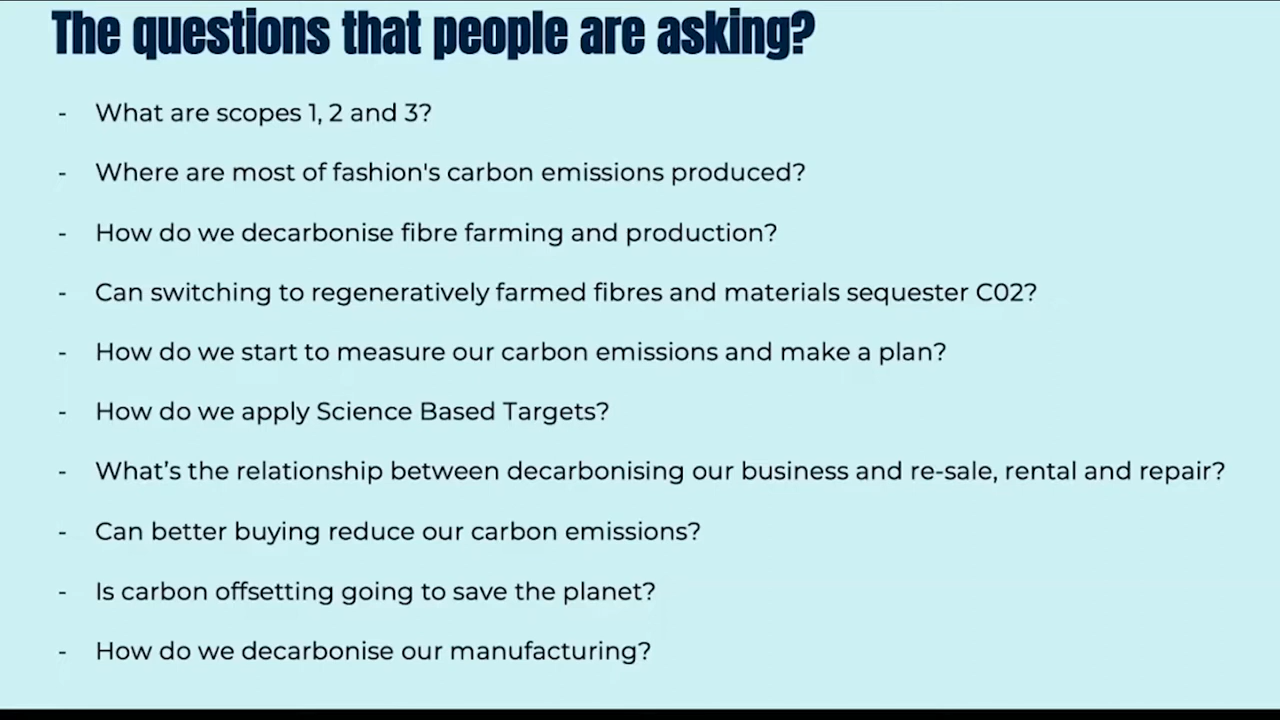 The questions that people are asking?
- What are scopes 1, 2 and 3?
- Where are most of fashion's carbon emissions produced?
- How do we decarbonise fibre farming and production?
- Can switching to regeneratively farmed fibres and materials sequester C02?
- How do we start to measure our carbon emissions and make a plan?
- How do we apply Science Based Targets?
- What’s the relationship between decarbonising our business and re-sale, rental and repair?
- Can better buying reduce our carbon emissions?
- Is carbon offsetting going to save the planet?
- How do we decarbonise our manufacturing?